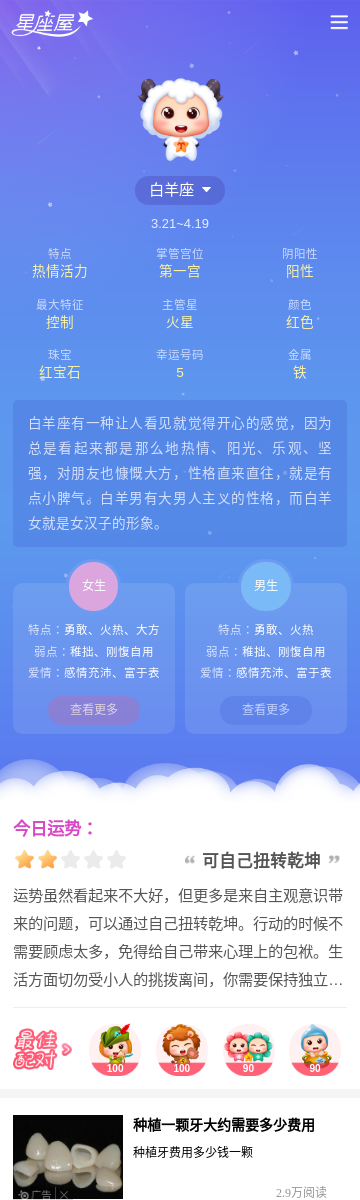 星座屋
白羊座
3.21~4.19
特点 掌管宫位 阴阳性
热情活力 第一宫 阳性
最大特征 主管星 颜色
控制 火星 红色
珠宝 幸运号码 金属
红宝石 5 铁
白羊座有一种让人看见就觉得开心的感觉，因为
总是看起来都是那么地热情、阳光、乐观、坚
强，对朋友也慷慨大方，性格直来直往，就是有
点小脾气。白羊男有大男人主义的性格，而白羊
女就是女汉子的形象。
女生
特点：勇敢、火热、大方
弱点：稚拙、刚愎自用
爱情：感情充沛、富于表
查看更多
男生
特点：勇敢、火热
弱点：稚拙、刚愎自用
爱情：感情充沛、富于表
查看更多
今日运势：
“ 可自己扭转乾坤 ”
运势虽然看起来不大好，但更多是来自主观意识带
来的问题，可以通过自己扭转乾坤。行动的时候不
需要顾虑太多，免得给自己带来心理上的包袱。生
活方面切勿受小人的挑拨离间，你需要保持独立…
最佳
配对
100 100 90 90
种植一颗牙大约需要多少费用
种植牙费用多少钱一颗
广告
2.9万阅读